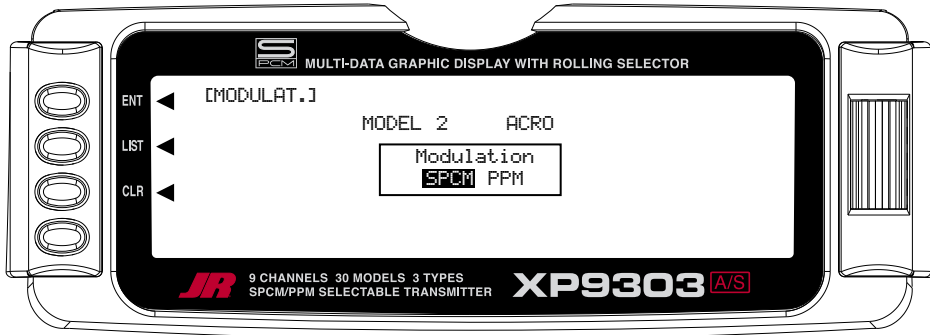 S
PCM MULTI-DATA GRAPHIC DISPLAY WITH ROLLING SELECTOR
ENT [MODULAT.]
MODEL 2 ACRO
LIST Modulation
SPCM PPM
CLR
JR 9 CHANNELS 30 MODELS 3 TYPES
SPCM/PPM SELECTABLE TRANSMITTER XP9303 A/S